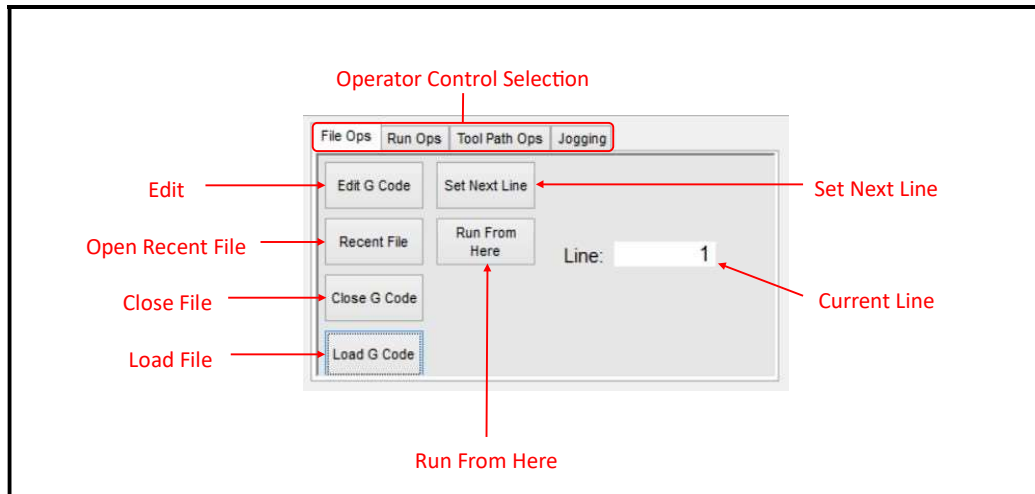 Operator Control Selection
File Ops Run Ops Tool Path Ops Jogging
Edit Edit G Code Set Next Line Set Next Line
Open Recent File Recent File Run From
Here Line: 1
Close File Close G Code Current Line
Load File Load G Code
Run From Here